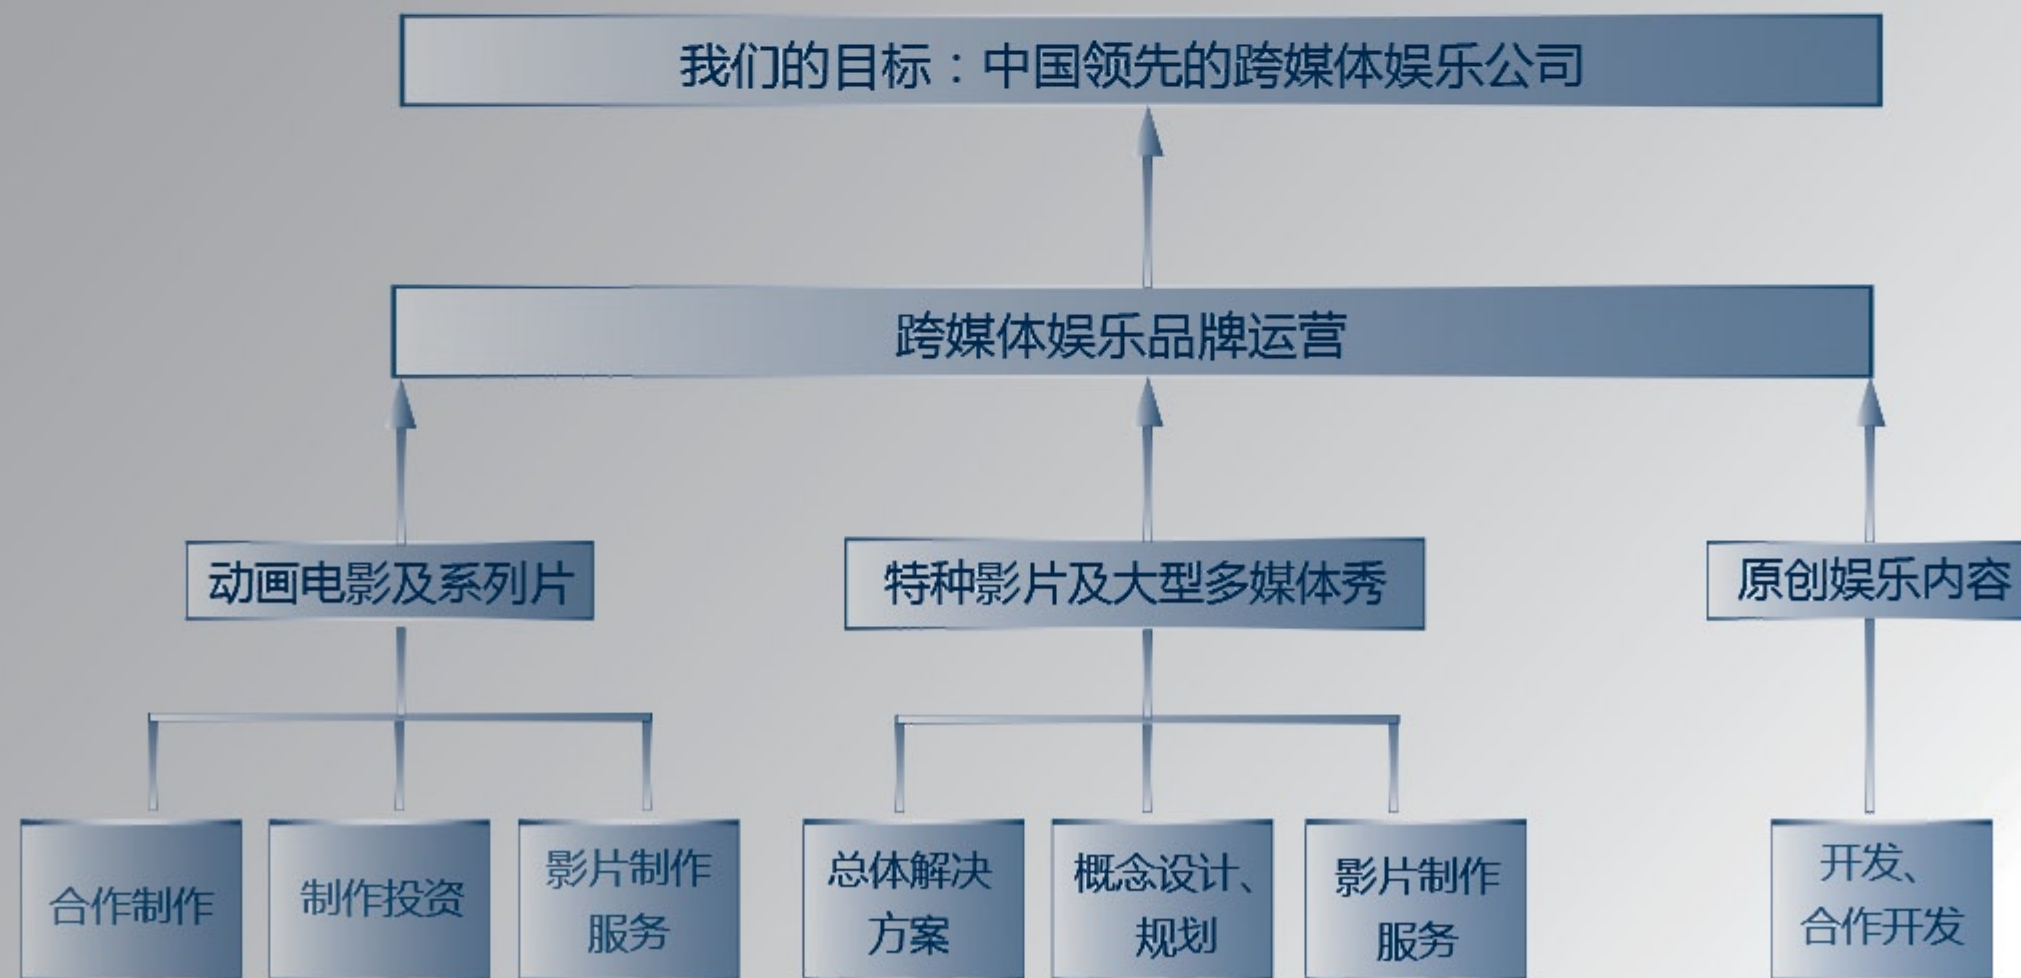 我们的目标：中国领先的跨媒体娱乐公司
跨媒体娱乐品牌运营
动画电影及系列片
特种影片及大型多媒体秀
原创娱乐内容
合作制作
制作投资
影片制作
服务
总体解决
方案
概念设计、
规划
影片制作
服务
开发、
合作开发